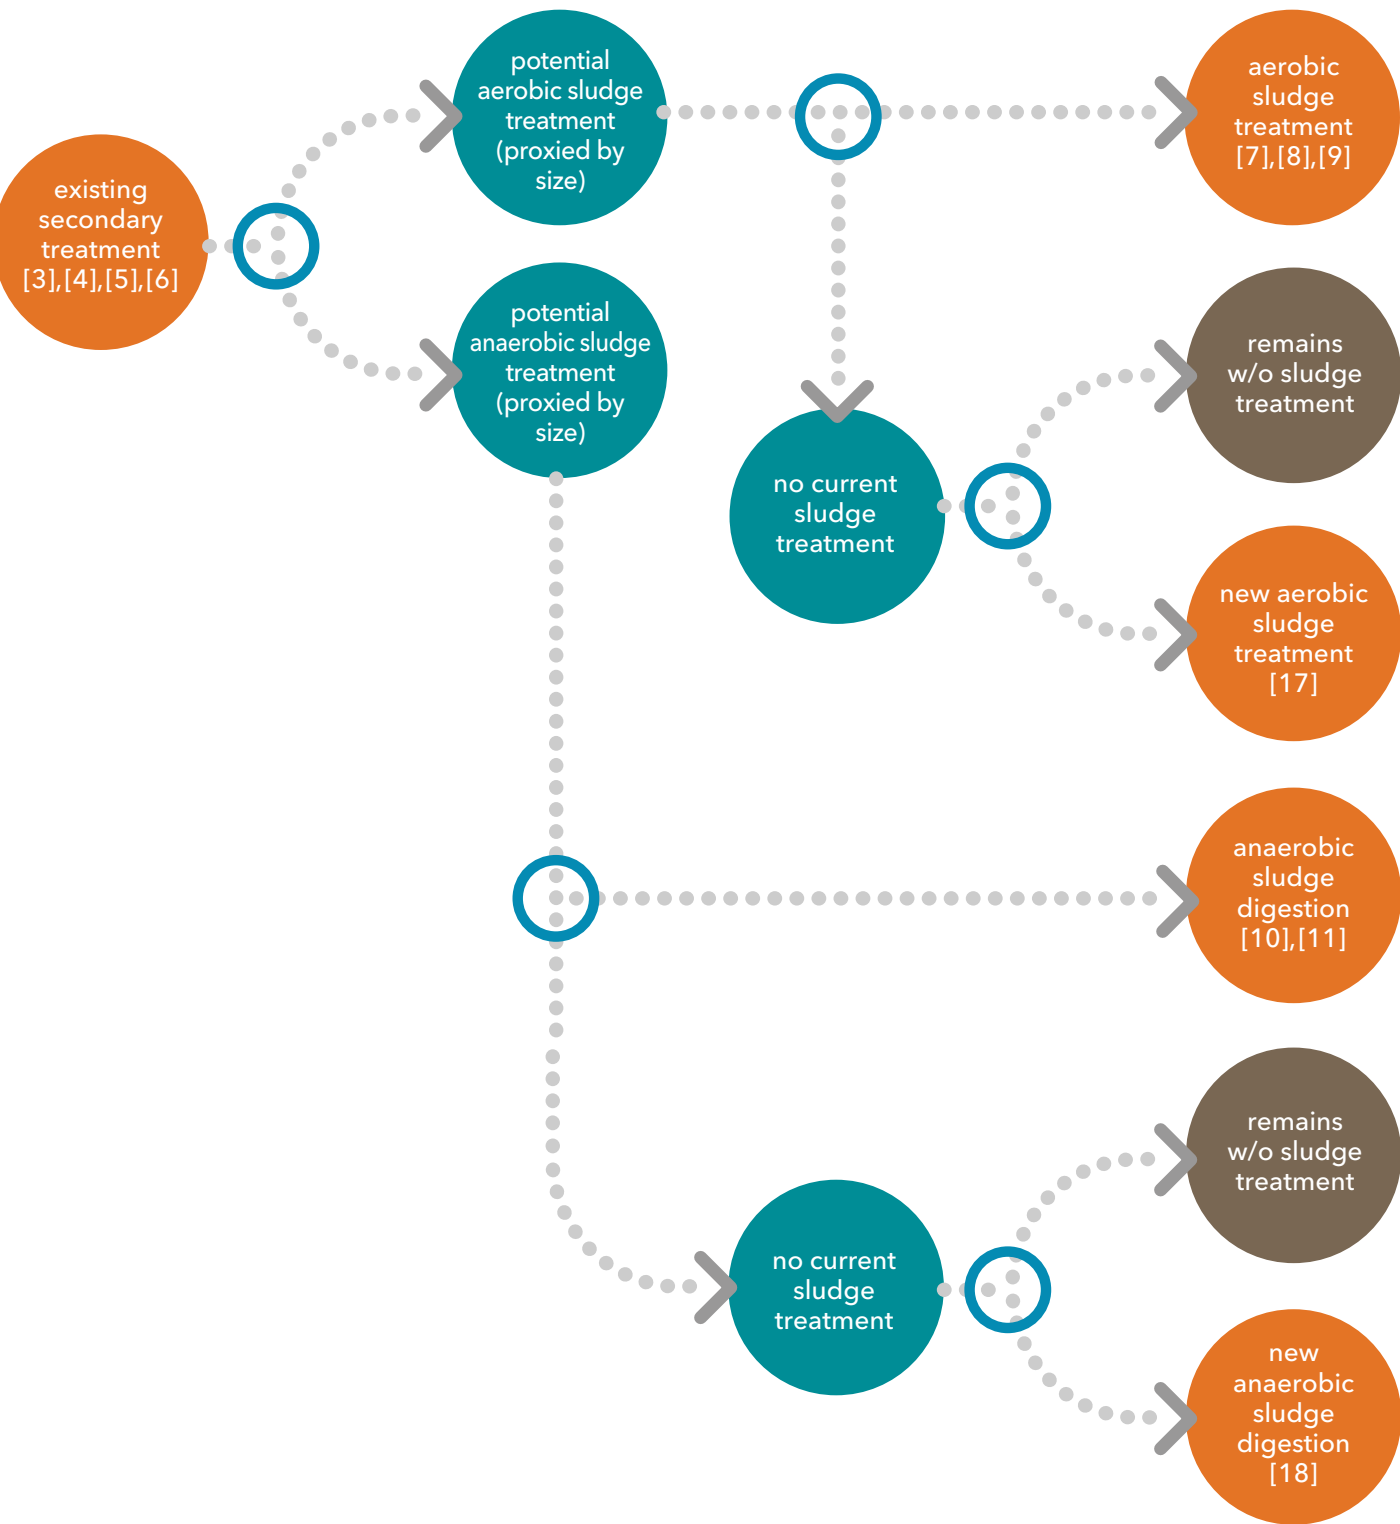 existing
secondary
treatment
[3],[4],[5],[6]
potential
aerobic sludge
treatment
(proxied by
size)
potential
anaerobic sludge
treatment
(proxied by
size)
aerobic
sludge
treatment
[7],[8],[9]
no current
sludge
treatment
remains
w/o sludge
treatment
new aerobic
sludge
treatment
[17]
anaerobic
sludge
digestion
[10],[11]
no current
sludge
treatment
remains
w/o sludge
treatment
new
anaerobic
sludge
digestion
[18]